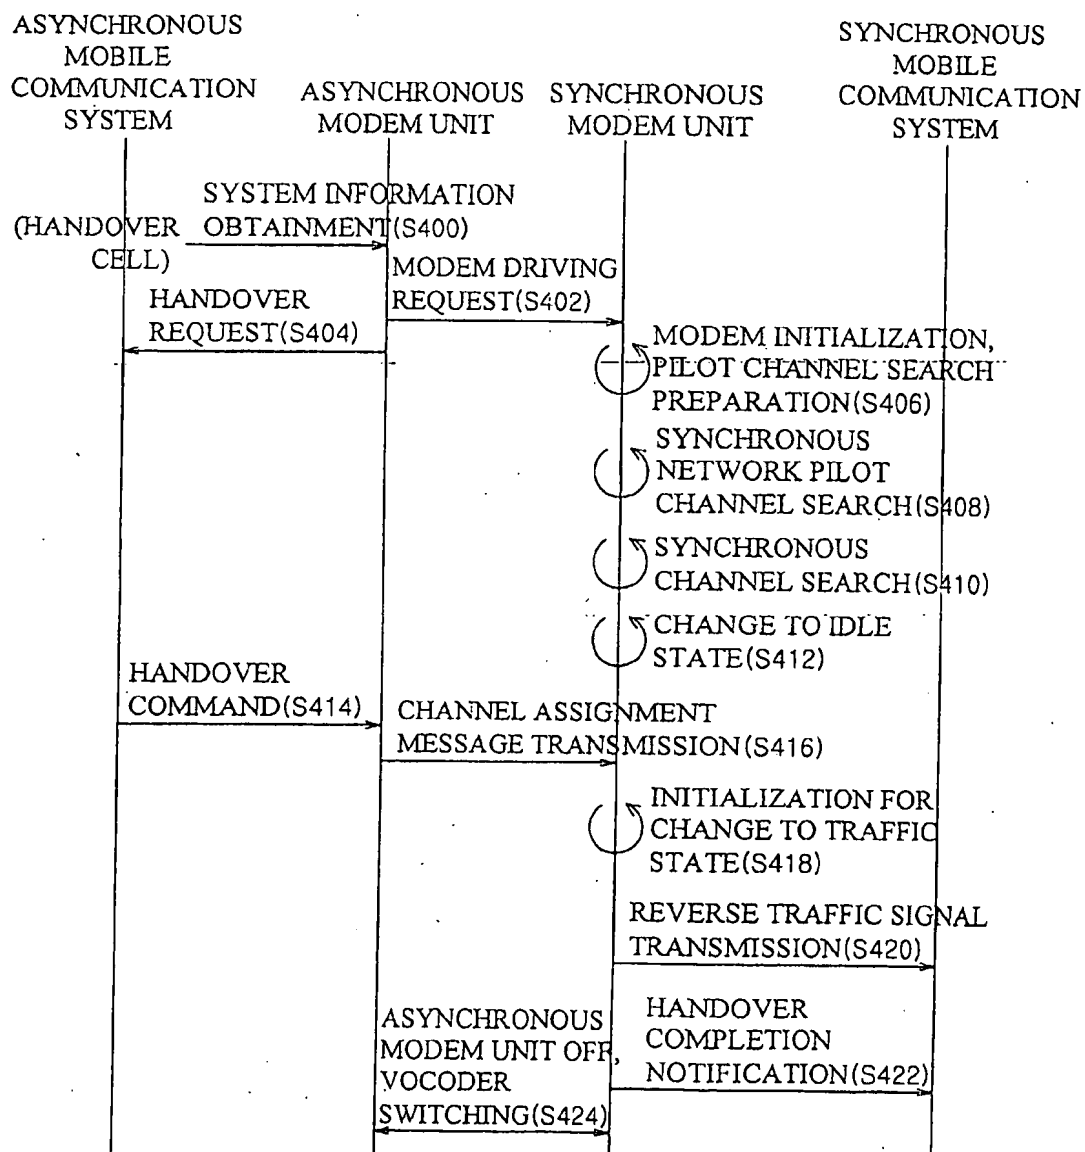 ASYNCHRONOUS
MOBILE
COMMUNICATION
SYSTEM
ASYNCHRONOUS
MODEM UNIT
SYNCHRONOUS
MODEM UNIT
SYNCHRONOUS
MOBILE
COMMUNICATION
SYSTEM
(HANDOVER
CELL)
SYSTEM INFORMATION
OBTAINMENT(S400)
MODEM DRIVING
REQUEST(S402)
HANDOVER
REQUEST(S404)
MODEM INITIALIZATION,
PILOT CHANNEL SEARCH
PREPARATION(S406)
SYNCHRONOUS
NETWORK PILOT
CHANNEL SEARCH(S408)
SYNCHRONOUS
CHANNEL SEARCH(S410)
CHANGE TO IDLE
STATE(S412)
HANDOVER
COMMAND(S414)
CHANNEL ASSIGNMENT
MESSAGE TRANSMISSION(S416)
INITIALIZATION FOR
CHANGE TO TRAFFIC
STATE(S418)
REVERSE TRAFFIC SIGNAL
TRANSMISSION(S420)
HANDOVER
COMPLETION
NOTIFICATION(S422)
ASYNCHRONOUS
MODEM UNIT OFF,
VOCODER
SWITCHING(S424)